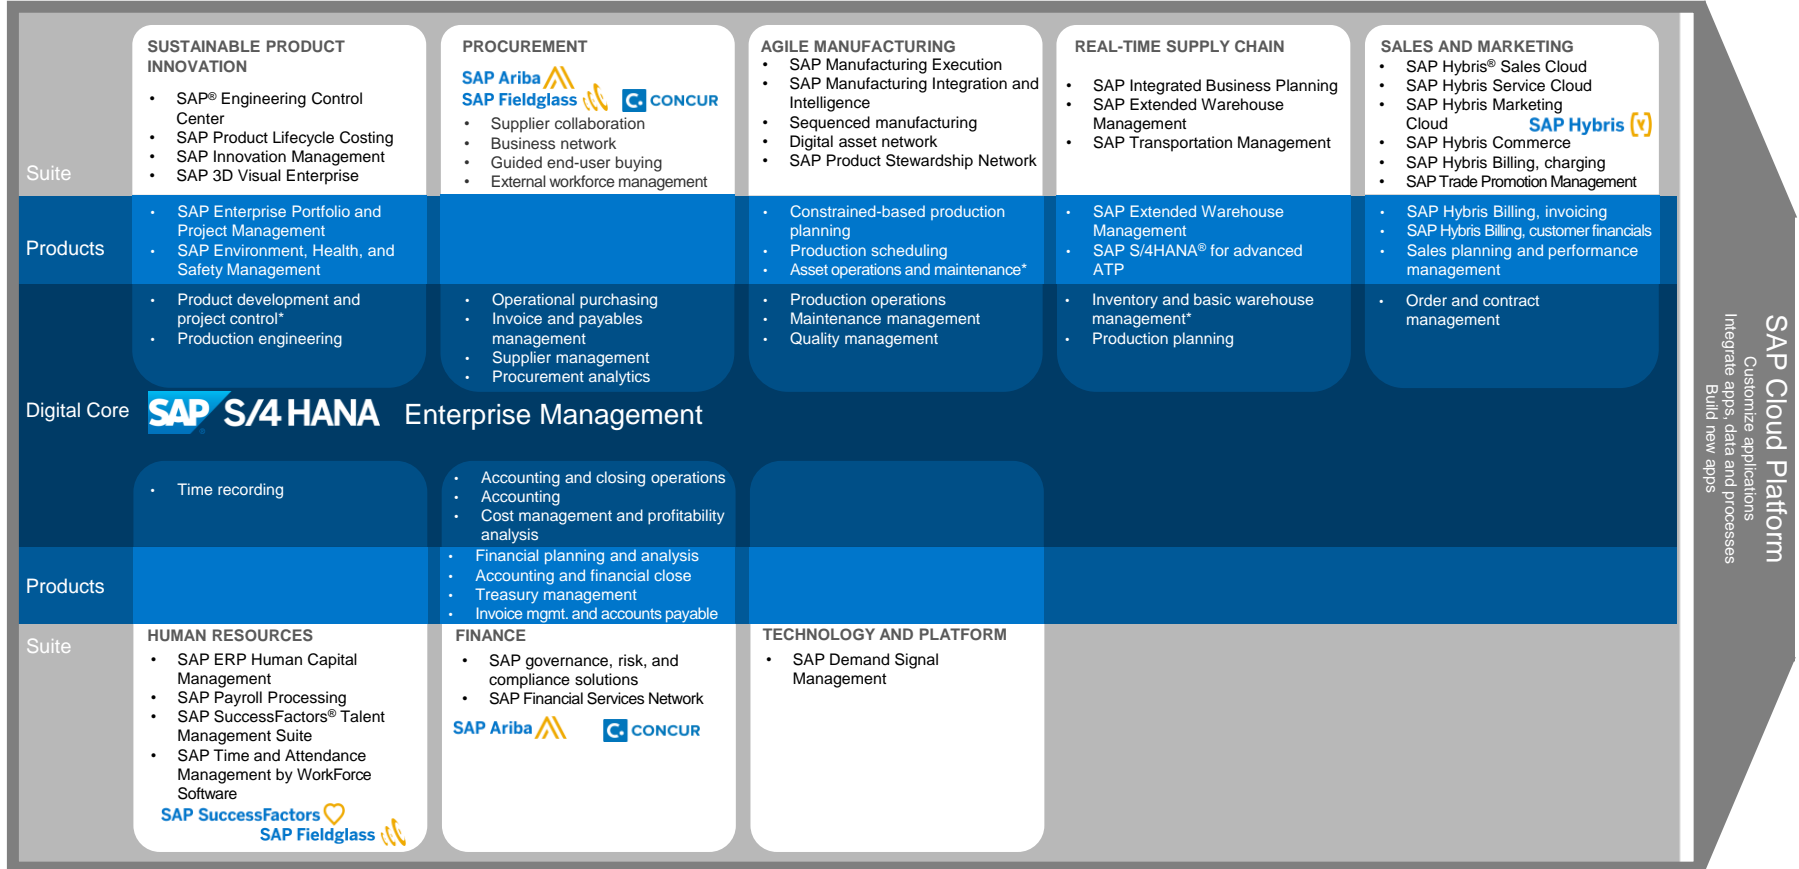 SUSTAINABLE PRODUCT
INNOVATION
• SAP® Engineering Control
Center
• SAP Product Lifecycle Costing
• SAP Innovation Management
• SAP 3D Visual Enterprise
PROCUREMENT
SAP Ariba
SAP Fieldglass
C. CONCUR
• Supplier collaboration
• Business network
• Guided end-user buying
• External workforce management
AGILE MANUFACTURING
• SAP Manufacturing Execution
• SAP Manufacturing Integration and
Intelligence
• Sequenced manufacturing
• Digital asset network
• SAP Product Stewardship Network
REAL-TIME SUPPLY CHAIN
• SAP Integrated Business Planning
• SAP Extended Warehouse
Management
• SAP Transportation Management
SALES AND MARKETING
• SAP Hybris® Sales Cloud
• SAP Hybris Service Cloud
• SAP Hybris Marketing
Cloud
SAP Hybris
• SAP Hybris Commerce
• SAP Hybris Billing, charging
• SAP Trade Promotion Management
Suite
Products
• SAP Enterprise Portfolio and
Project Management
• SAP Environment, Health, and
Safety Management
• Constrained-based production
planning
• Production scheduling
• Asset operations and maintenance*
• SAP Extended Warehouse
Management
• SAP S/4HANA® for advanced
ATP
• SAP Hybris Billing, invoicing
• SAP Hybris Billing, customer financials
• Sales planning and performance
management
• Product development and
project control*
• Production engineering
• Operational purchasing
• Invoice and payables
management
• Supplier management
• Procurement analytics
• Production operations
• Maintenance management
• Quality management
• Inventory and basic warehouse
management*
• Production planning
• Order and contract
management
Digital Core
SAP S/4 HANA Enterprise Management
• Time recording
• Accounting and closing operations
• Accounting
• Cost management and profitability
analysis
Products
• Financial planning and analysis
• Accounting and financial close
• Treasury management
• Invoice mgmt. and accounts payable
Suite
HUMAN RESOURCES
• SAP ERP Human Capital
Management
• SAP Payroll Processing
• SAP SuccessFactors® Talent
Management Suite
• SAP Time and Attendance
Management by WorkForce
Software
SAP SuccessFactors
SAP Fieldglass
FINANCE
• SAP governance, risk, and
compliance solutions
• SAP Financial Services Network
SAP Ariba
C. CONCUR
TECHNOLOGY AND PLATFORM
• SAP Demand Signal
Management
SAP Cloud Platform
Customize applications
Integrate apps, data and processes
Build new apps